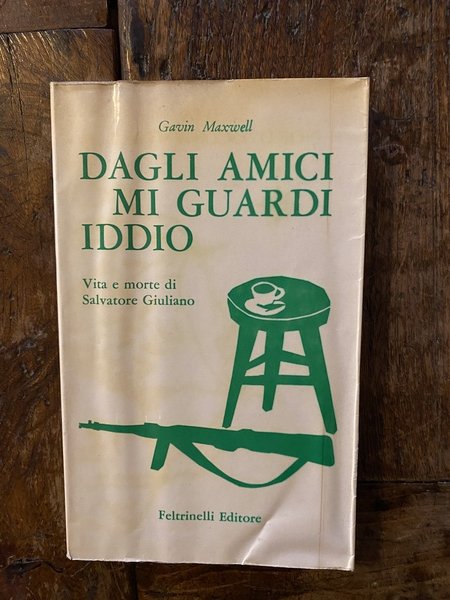 Gavin Maxwell
DAGLI AMICI
MI GUARDI
IDDIO
Vita e morte di
Salvatore Giuliano
Feltrinelli Editore